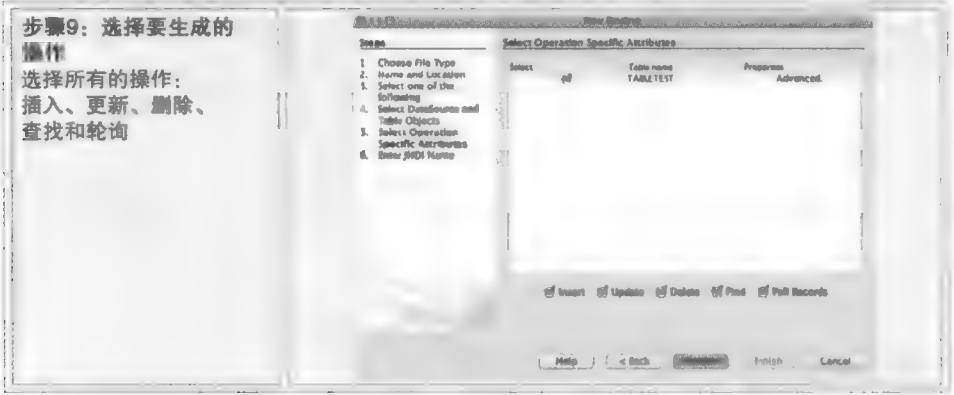 步骤9：选择要生成的
操作
选择所有的操作：
插入、更新、删除、
查找和轮询
Steps
1. Choose File Type
2. Name and Location
3. Select one of the
following
4. Select DataSource and
Table Objects
5. Select Operation
Specific Attributes
6. Enter JNDI Name
Select Operation Specific Attributes
Select Table name Properties
TABLETEST Advanced
Insert Update Delete Find Poll Records
Help < Back Finish Cancel